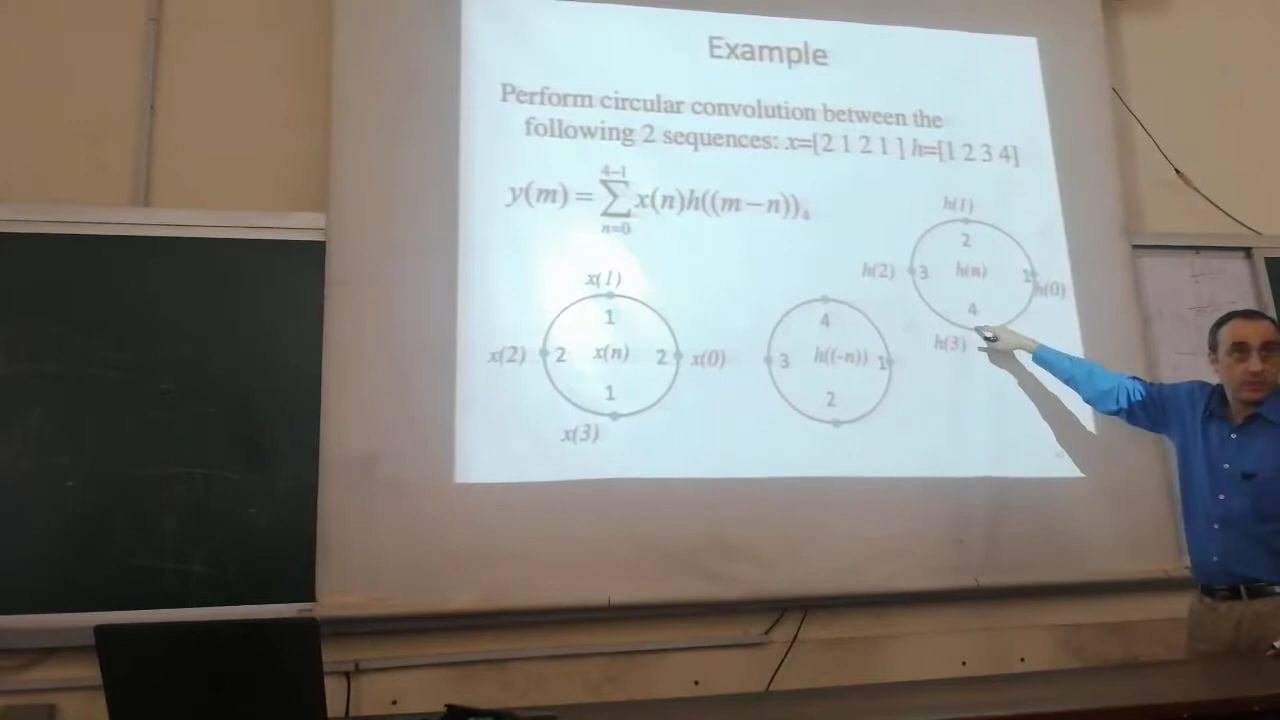 Example
Perform circular convolution between the
following 2 sequences: x=[2 1 2 1 ] h=[1 2 3 4]
y(m) = 4-1 ∑ n=0 x(n)h((m-n))4
h(1)
2
h(2) 3 h(n) 1 h(0)
4
h(3)
x(1)
1
x(2) 2 x(n) 2 x(0)
1
x(3)
4
3 h((-n)) 1
2